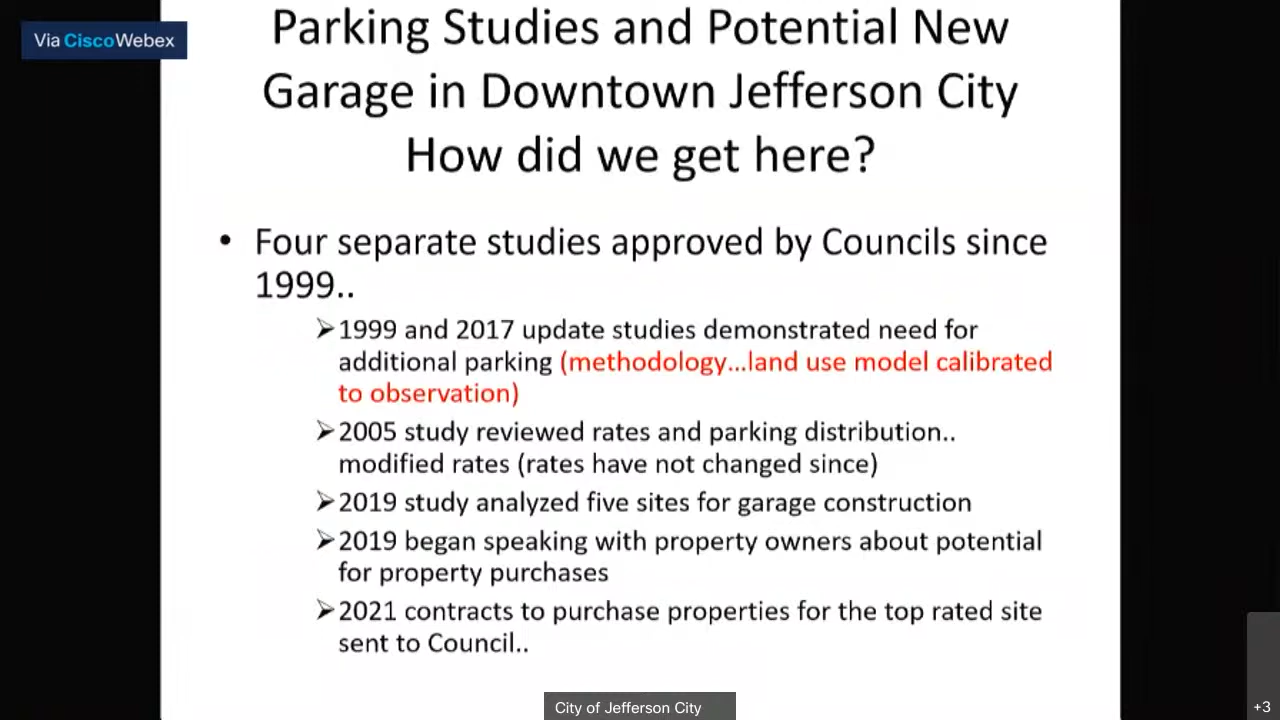 Via CiscoWebex
Parking Studies and Potential New
Garage in Downtown Jefferson City
How did we get here?
• Four separate studies approved by Councils since
1999..
➢1999 and 2017 update studies demonstrated need for
additional parking (methodology...land use model calibrated
to observation)
➢2005 study reviewed rates and parking distribution..
modified rates (rates have not changed since)
➢2019 study analyzed five sites for garage construction
➢2019 began speaking with property owners about potential
for property purchases
➢2021 contracts to purchase properties for the top rated site
sent to Council..
City of Jefferson City
+3